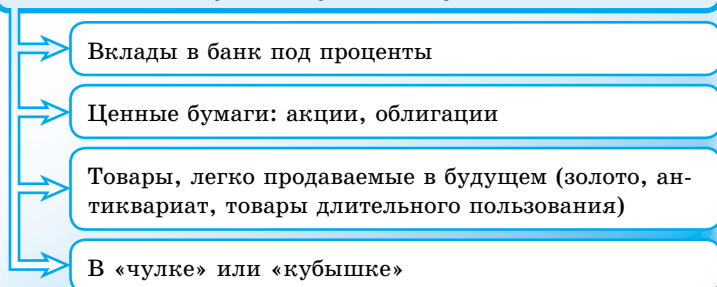 Вклады в банк под проценты
Ценные бумаги: акции, облигации
Товары, легко продаваемые в будущем (золото, ан-
тиквариат, товары длительного пользования)
В «чулке» или «кубышке»